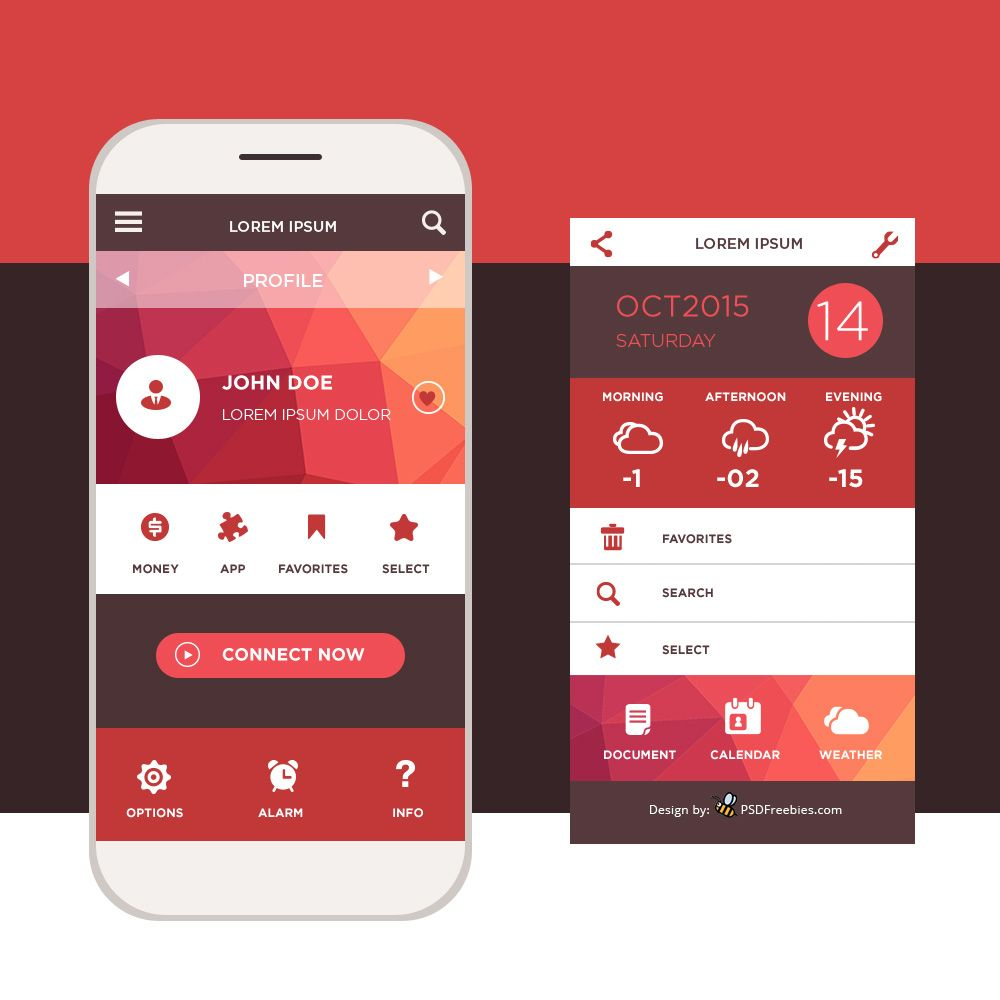 LOREM IPSUM
PROFILE
JOHN DOE
LOREM IPSUM DOLOR
MONEY APP FAVORITES SELECT
CONNECT NOW
OPTIONS ALARM INFO
LOREM IPSUM
OCT2015
SATURDAY
14
MORNING AFTERNOON EVENING
-1 -02 -15
FAVORITES
SEARCH
SELECT
DOCUMENT CALENDAR WEATHER
Design by: PSDFreebies.com